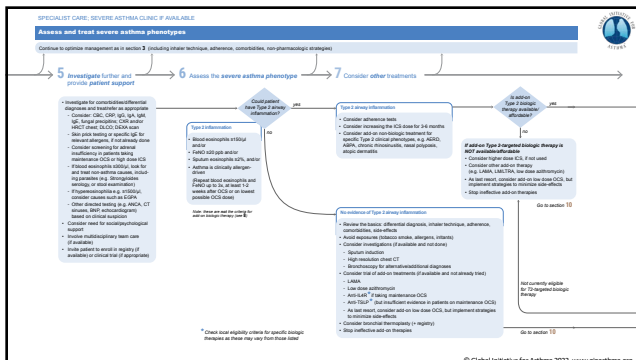 SPECIALIST CARE; SEVERE ASTHMA CLINIC IF AVAILABLE
Assess and treat severe asthma phenotypes
Continue to optimize management as in section 3 (including inhaler technique, adherence, comorbidities, non-pharmacologic strategies)
GLOBAL INITIATIVE FOR ASTHMA
5 Investigate further and
provide patient support
6 Assess the severe asthma phenotype
7 Consider other treatments
• Investigate for comorbidities/differential
diagnoses and treat/refer as appropriate
- Consider: CBC, CRP, IgG, IgA, IgM,
IgE, fungal precipitins; CXR and/or
HRCT chest; DLCO; DEXA scan
- Skin prick testing or specific IgE for
relevant allergens, if not already done
- Consider screening for adrenal
insufficiency in patients taking
maintenance OCS or high dose ICS
- If blood eosinophils ≥300/μl, look for
and treat non-asthma causes, including
parasites (e.g. Strongyloides
serology, or stool examination)
- If hypereosinophilia e.g. ≥1500/μl,
consider causes such as EGPA
- Other directed testing (e.g. ANCA, CT
sinuses, BNP, echocardiogram)
based on clinical suspicion
• Consider need for social/psychological
support
• Involve multidisciplinary team care
(if available)
• Invite patient to enroll in registry (if
available) or clinical trial (if appropriate)
Could patient
have Type 2 airway
inflammation?
yes
no
Type 2 inflammation
• Blood eosinophils ≥150/μl
and/or
• FeNO ≥20 ppb and/or
• Sputum eosinophils ≥2%, and/or
• Asthma is clinically allergen-
driven
(Repeat blood eosinophils and
FeNO up to 3x, at least 1-2
weeks after OCS or on lowest
possible OCS dose)
Note: these are not the criteria for
add-on biologic therapy (see 8)
Type 2 airway inflammation
• Consider adherence tests
• Consider increasing the ICS dose for 3-6 months
• Consider add-on non-biologic treatment for
specific Type 2 clinical phenotypes, e.g. AERD,
ABPA, chronic rhinosinusitis, nasal polyposis,
atopic dermatitis
Is add-on
Type 2 biologic
therapy available/
affordable?
yes
no
If add-on Type 2-targeted biologic therapy is
NOT available/affordable
• Consider higher dose ICS, if not used
• Consider other add-on therapy
(e.g. LAMA, LM/LTRA, low dose azithromycin)
• As last resort, consider add-on low dose OCS, but
implement strategies to minimize side-effects
• Stop ineffective add-on therapies
Go to section 10
No evidence of Type 2 airway inflammation
• Review the basics: differential diagnosis, inhaler technique, adherence,
comorbidities, side-effects
• Avoid exposures (tobacco smoke, allergens, irritants)
• Consider investigations (if available and not done)
- Sputum induction
- High resolution chest CT
- Bronchoscopy for alternative/additional diagnoses
• Consider trial of add-on treatments (if available and not already tried)
- LAMA
- Low dose azithromycin
- Anti-IL4R* if taking maintenance OCS
- Anti-TSLP* (but insufficient evidence in patients on maintenance OCS)
- As last resort, consider add-on low dose OCS, but implement strategies
to minimize side-effects
• Consider bronchial thermoplasty (+ registry)
• Stop ineffective add-on therapies
Not currently eligible
for T2-targeted biologic
therapy
Go to section 10
* Check local eligibility criteria for specific biologic
therapies as these may vary from those listed
© Global Initiative for Asthma 2022, www.ginasthma.org